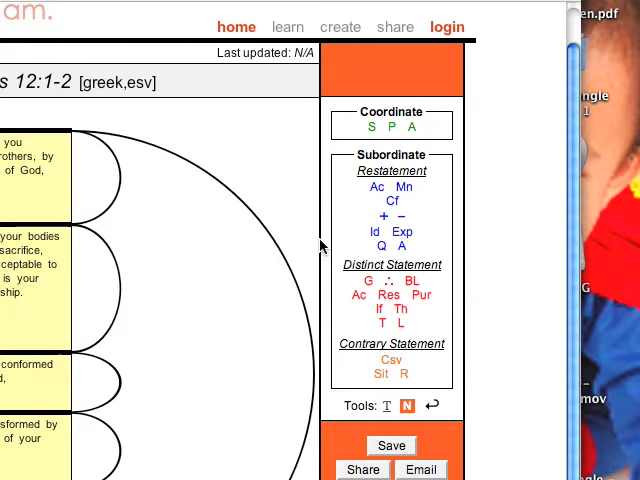 am.
home learn create share login
Last updated: N/A
s 12:1-2 [greek,esv]
you
rothers, by
of God,
your bodies
sacrifice,
ceptable to
is your
ship.
conformed
d,
sformed by
of your
Coordinate
S P A
Subordinate
Restatement
Ac Mn
Cf
+ −
Id Exp
Q A
Distinct Statement
G ∴ BL
Ac Res Pur
If Th
T L
Contrary Statement
Csv
Sit R
Tools: T N
Save
Share Email
en.pdf
ngle
1
G
mov
ngle